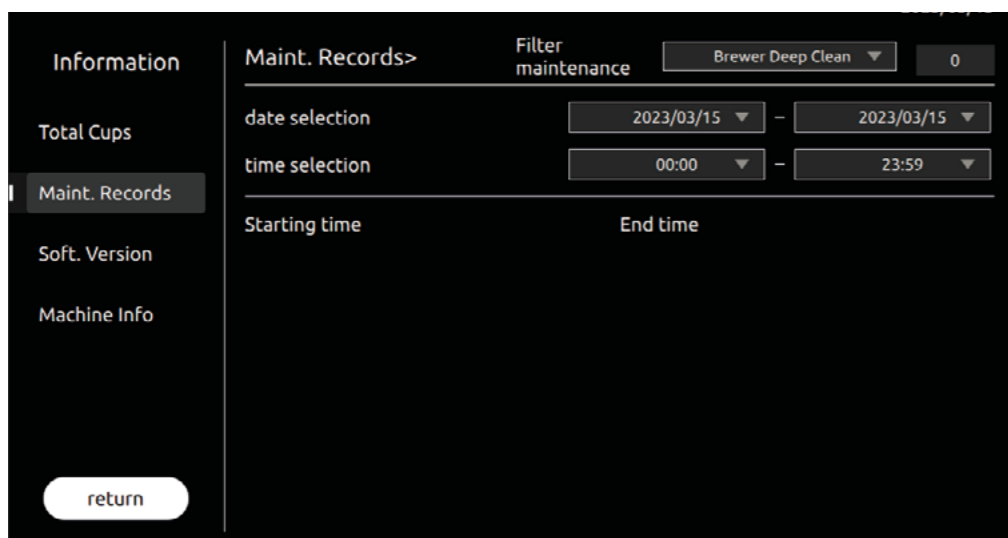 Information
Total Cups
Maint. Records
Soft. Version
Machine Info
return
Maint. Records>
Filter
maintenance
Brewer Deep Clean
0
date selection
2023/03/15 – 2023/03/15
time selection
00:00 – 23:59
Starting time End time